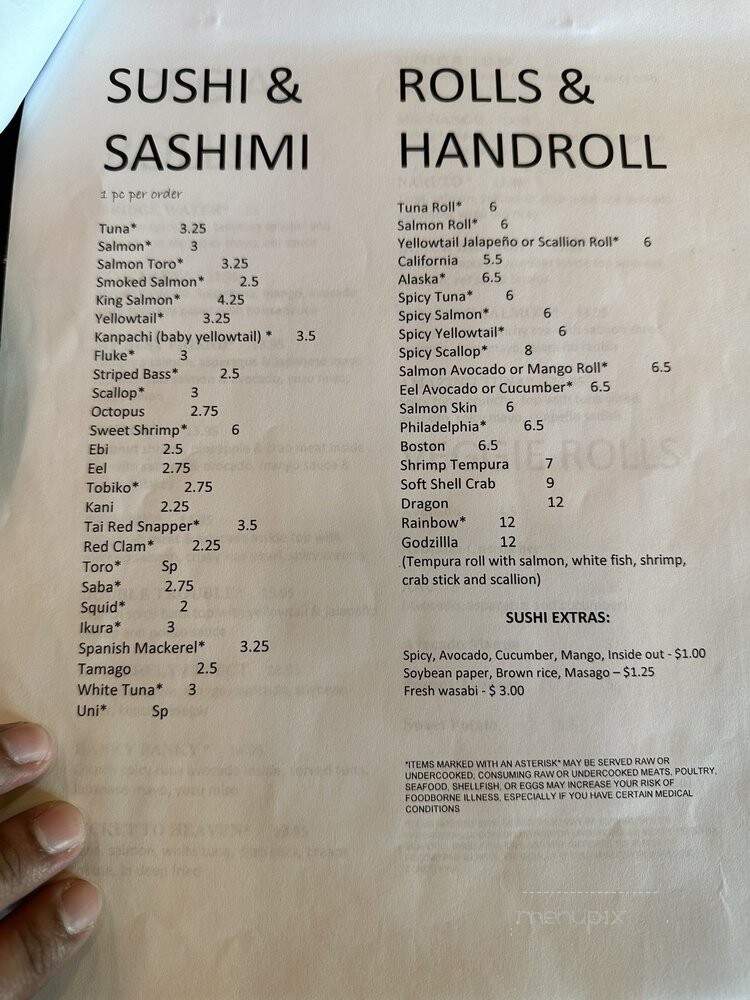 SUSHI &
SASHIMI
1 pc per order
Tuna* 3.25
Salmon* 3
Salmon Toro* 3.25
Smoked Salmon* 2.5
King Salmon* 4.25
Yellowtail* 3.25
Kanpachi (baby yellowtail) * 3.5
Fluke* 3
Striped Bass* 2.5
Scallop* 3
Octopus 2.75
Sweet Shrimp* 6
Ebi 2.5
Eel 2.75
Tobiko* 2.75
Kani 2.25
Tai Red Snapper* 3.5
Red Clam* 2.25
Toro* Sp
Saba* 2.75
Squid* 2
Ikura* 3
Spanish Mackerel* 3.25
Tamago 2.5
White Tuna* 3
Uni* Sp
ROLLS &
HANDROLL
Tuna Roll* 6
Salmon Roll* 6
Yellowtail Jalapeño or Scallion Roll* 6
California 5.5
Alaska* 6.5
Spicy Tuna* 6
Spicy Salmon* 6
Spicy Yellowtail* 6
Spicy Scallop* 8
Salmon Avocado or Mango Roll* 6.5
Eel Avocado or Cucumber* 6.5
Salmon Skin 6
Philadelphia* 6.5
Boston 6.5
Shrimp Tempura 7
Soft Shell Crab 9
Dragon 12
Rainbow* 12
Godzillla 12
(Tempura roll with salmon, white fish, shrimp,
crab stick and scallion)
SUSHI EXTRAS:
Spicy, Avocado, Cucumber, Mango, Inside out - $1.00
Soybean paper, Brown rice, Masago – $1.25
Fresh wasabi - $ 3.00
*ITEMS MARKED WITH AN ASTERISK* MAY BE SERVED RAW OR
UNDERCOOKED, CONSUMING RAW OR UNDERCOOKED MEATS, POULTRY,
SEAFOOD, SHELLFISH, OR EGGS MAY INCREASE YOUR RISK OF
FOODBORNE ILLNESS, ESPECIALLY IF YOU HAVE CERTAIN MEDICAL
CONDITIONS
menupix